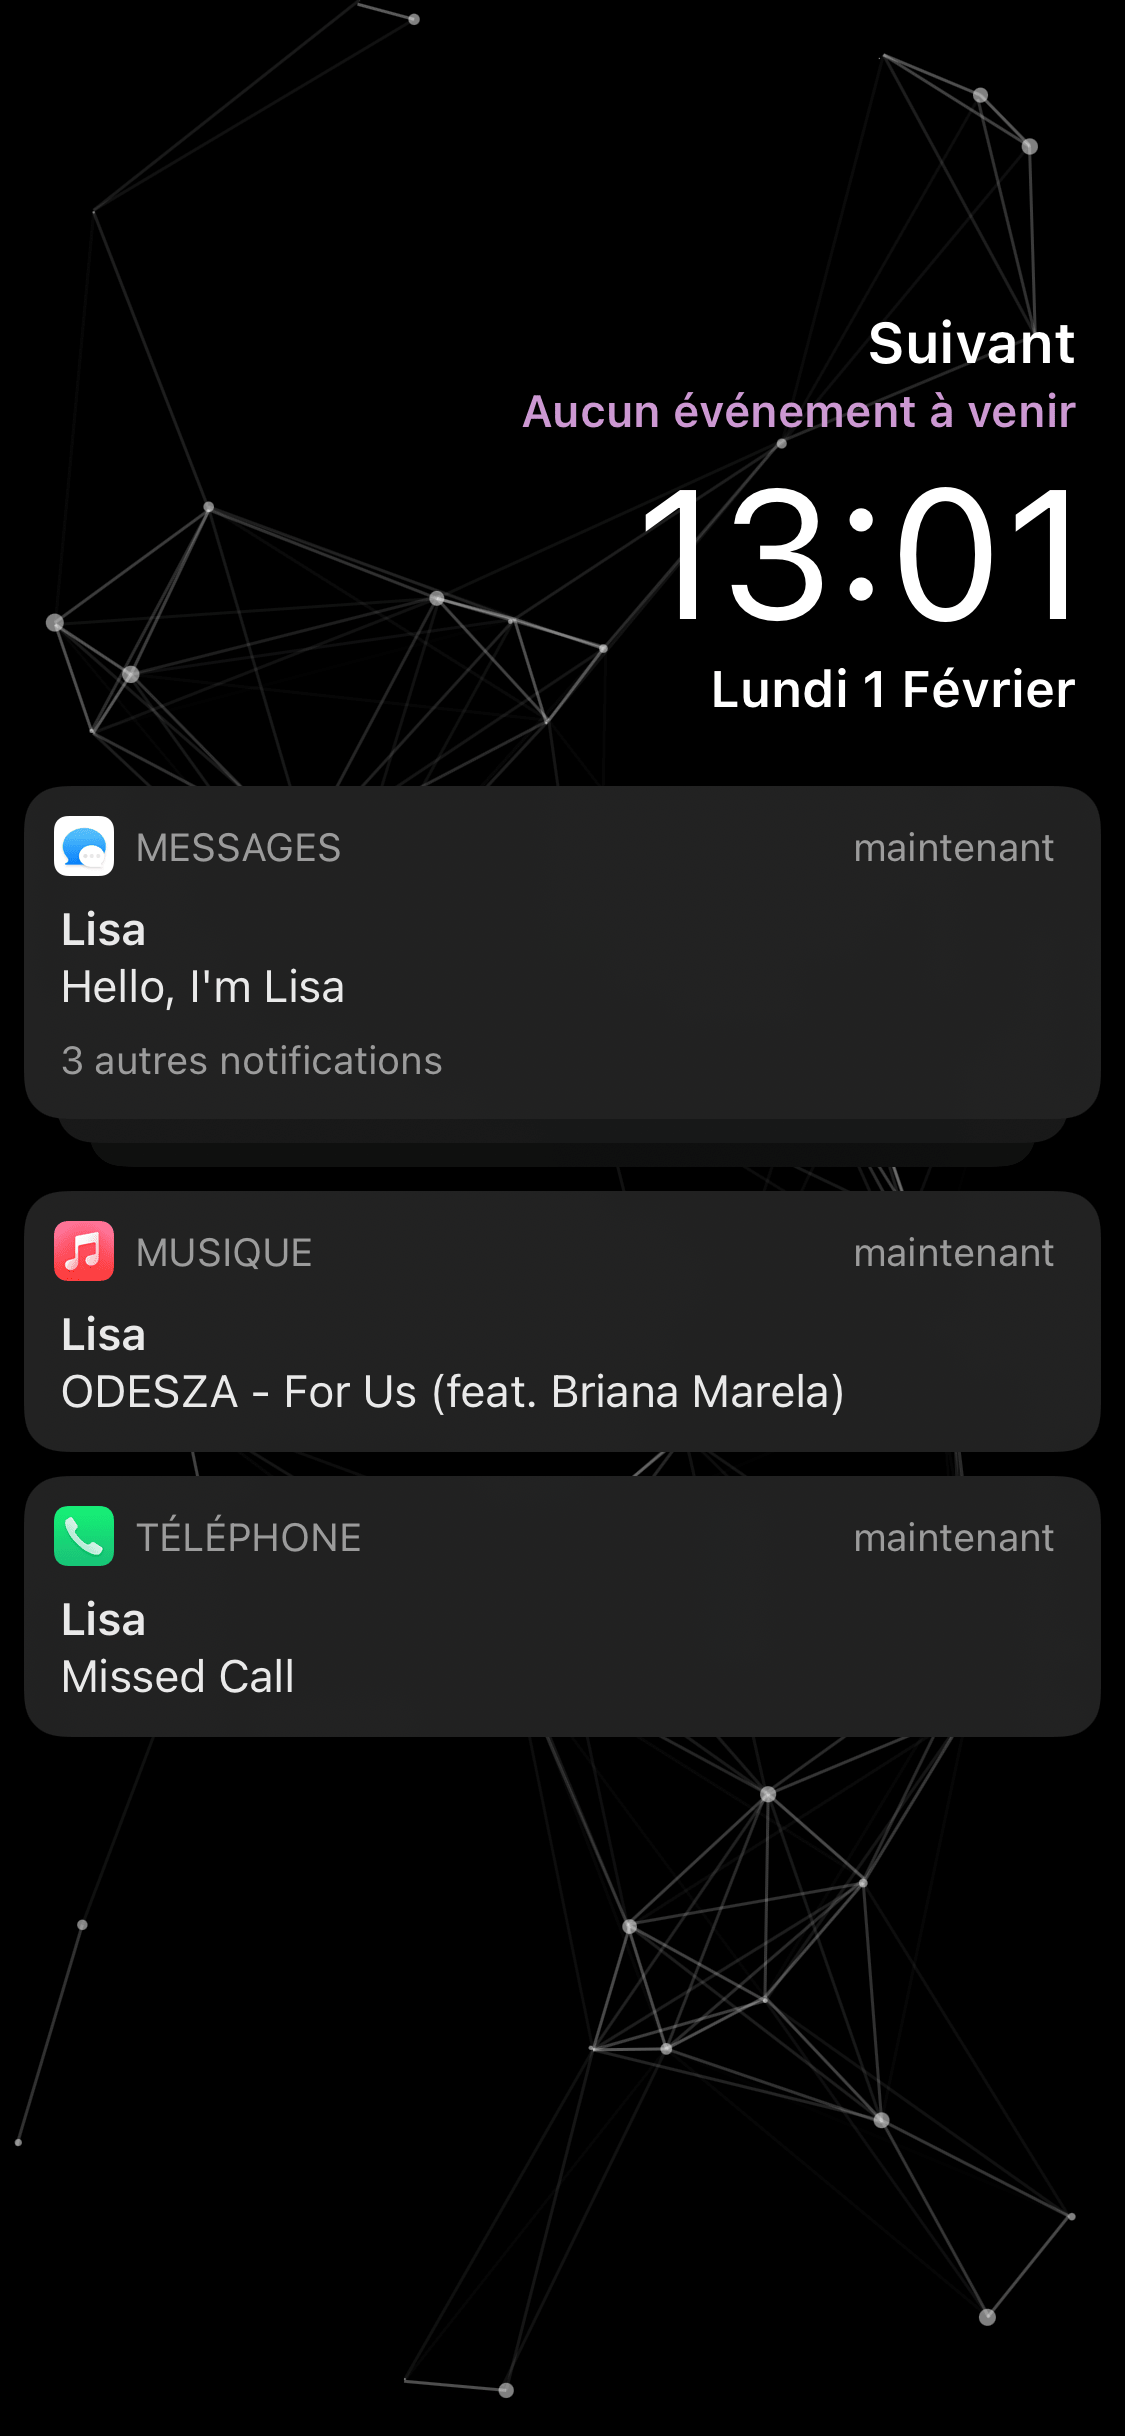 Suivant
Aucun événement à venir
13:01
Lundi 1 Février
MESSAGES maintenant
Lisa
Hello, I'm Lisa
3 autres notifications
MUSIQUE maintenant
Lisa
ODESZA - For Us (feat. Briana Marela)
TÉLÉPHONE maintenant
Lisa
Missed Call